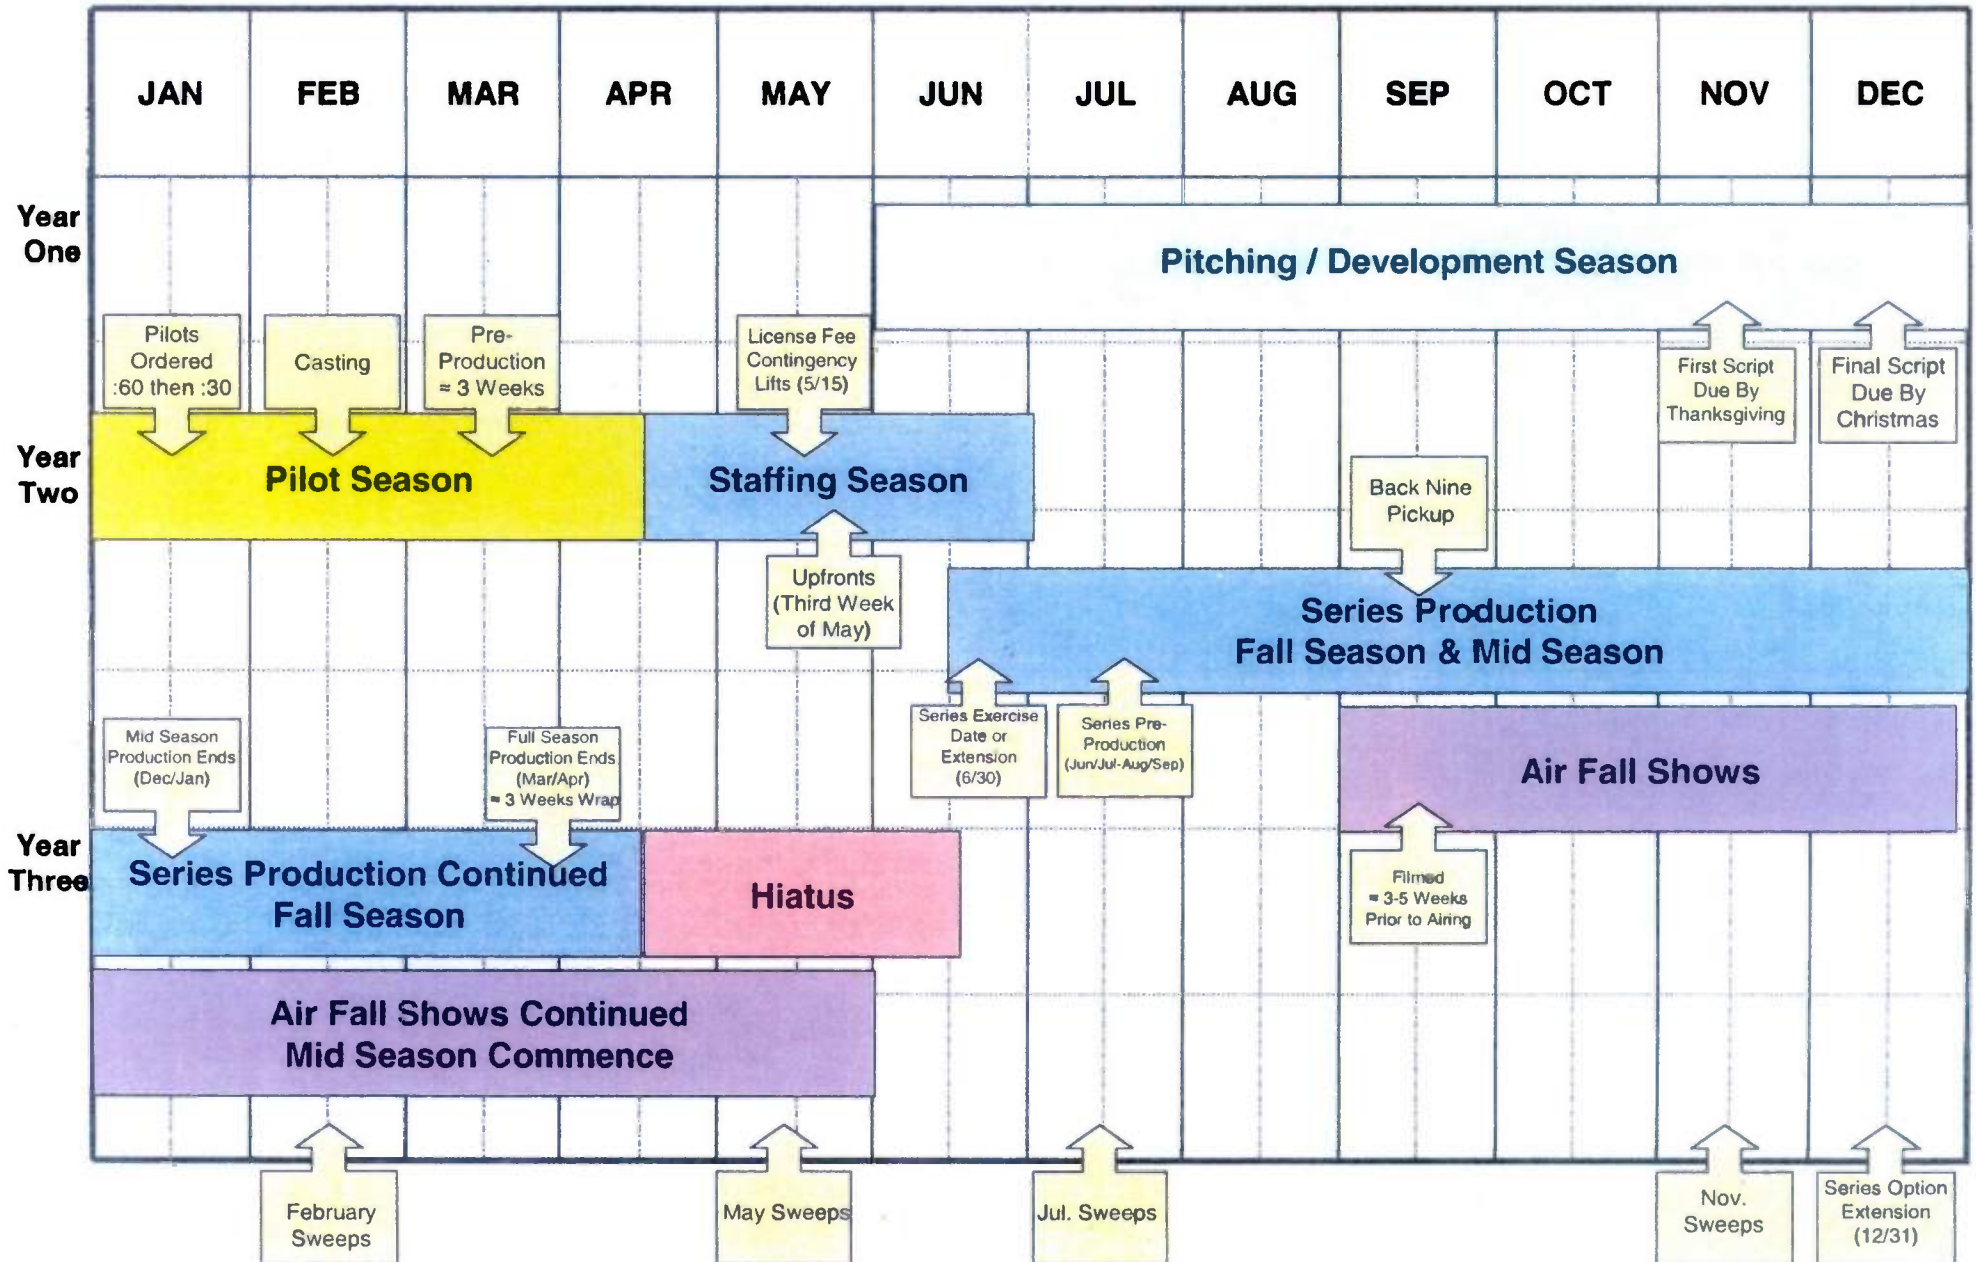 JAN FEB MAR APR MAY JUN JUL AUG SEP OCT NOV DEC
Year
One
Pitching / Development Season
Pilots
Ordered
:60 then :30
Casting
Pre-
Production
≈ 3 Weeks
License Fee
Contingency
Lifts (5/15)
First Script
Due By
Thanksgiving
Final Script
Due By
Christmas
Year
Two
Pilot Season
Staffing Season
Back Nine
Pickup
Upfronts
(Third Week
of May)
Series Production
Fall Season & Mid Season
Series Exercise
Date or
Extension
(6/30)
Series Pre-
Production
(Jun/Jul-Aug/Sep)
Air Fall Shows
Mid Season
Production Ends
(Dec/Jan)
Full Season
Production Ends
(Mar/Apr)
≈ 3 Weeks Wrap
Year
Three
Series Production Continued
Fall Season
Hiatus
Filmed
≈ 3-5 Weeks
Prior to Airing
Air Fall Shows Continued
Mid Season Commence
February
Sweeps
May Sweeps
Jul. Sweeps
Nov.
Sweeps
Series Option
Extension
(12/31)